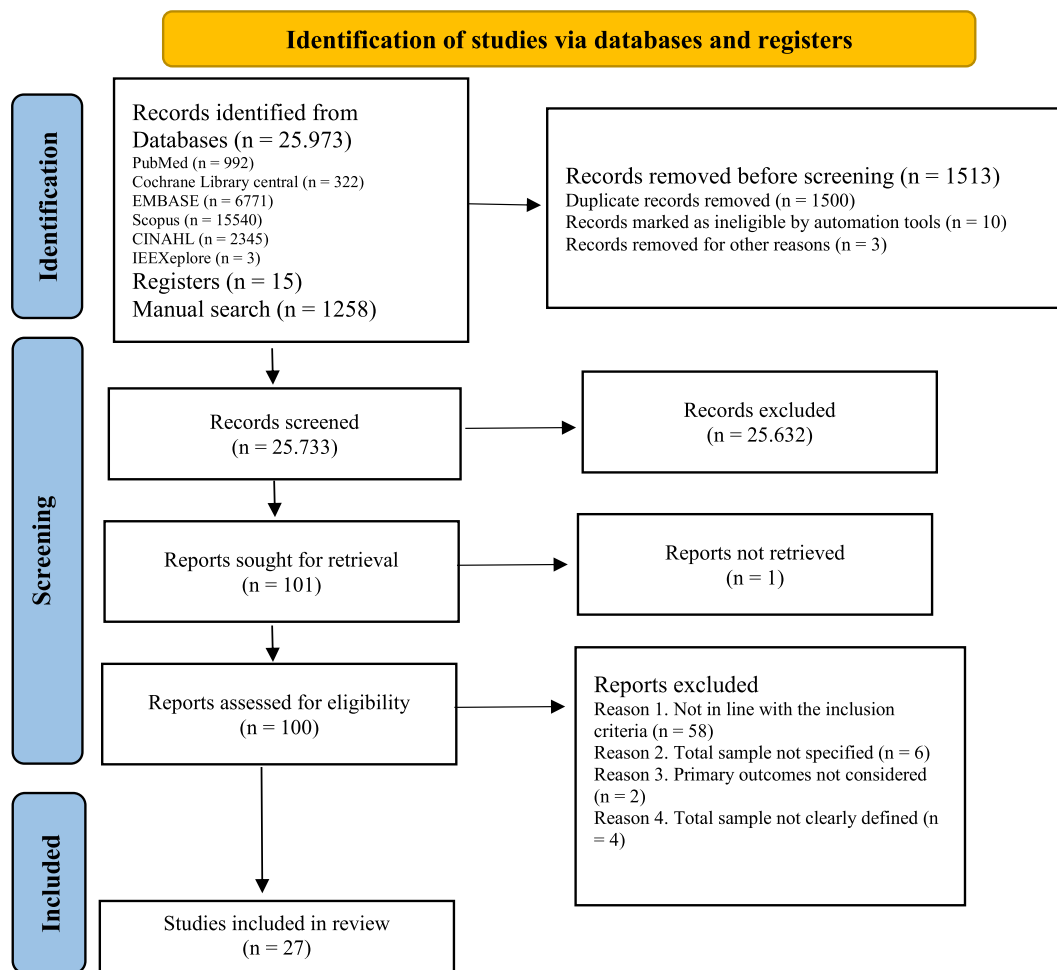 Identification of studies via databases and registers
Identification
Records identified from
Databases (n = 25.973)
PubMed (n = 992)
Cochrane Library central (n = 322)
EMBASE (n = 6771)
Scopus (n = 15540)
CINAHL (n = 2345)
IEEXeplore (n = 3)
Registers (n = 15)
Manual search (n = 1258)
Records removed before screening (n = 1513)
Duplicate records removed (n = 1500)
Records marked as ineligible by automation tools (n = 10)
Records removed for other reasons (n = 3)
Screening
Records screened
(n = 25.733)
Records excluded
(n = 25.632)
Reports sought for retrieval
(n = 101)
Reports not retrieved
(n = 1)
Reports assessed for eligibility
(n = 100)
Reports excluded
Reason 1. Not in line with the inclusion
criteria (n = 58)
Reason 2. Total sample not specified (n = 6)
Reason 3. Primary outcomes not considered
(n = 2)
Reason 4. Total sample not clearly defined (n
= 4)
Included
Studies included in review
(n = 27)